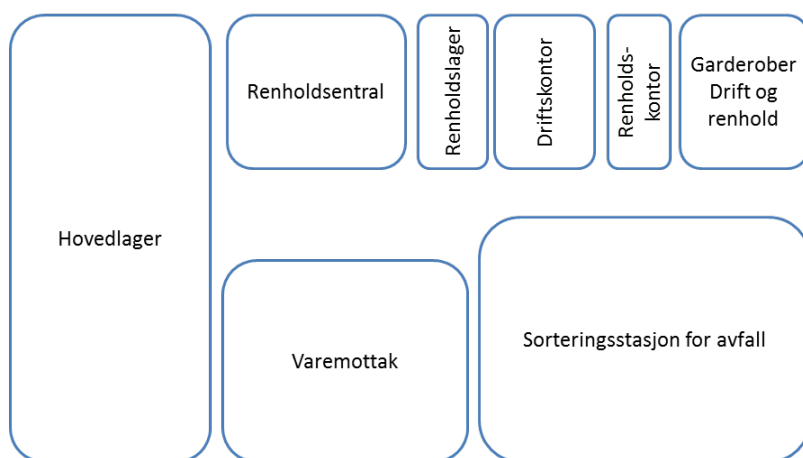 Hovedlager
Renholdsentral
Renholdslager
Driftskontor
Renholds-
kontor
Garderober
Drift og
renhold
Varemottak
Sorteringsstasjon for avfall